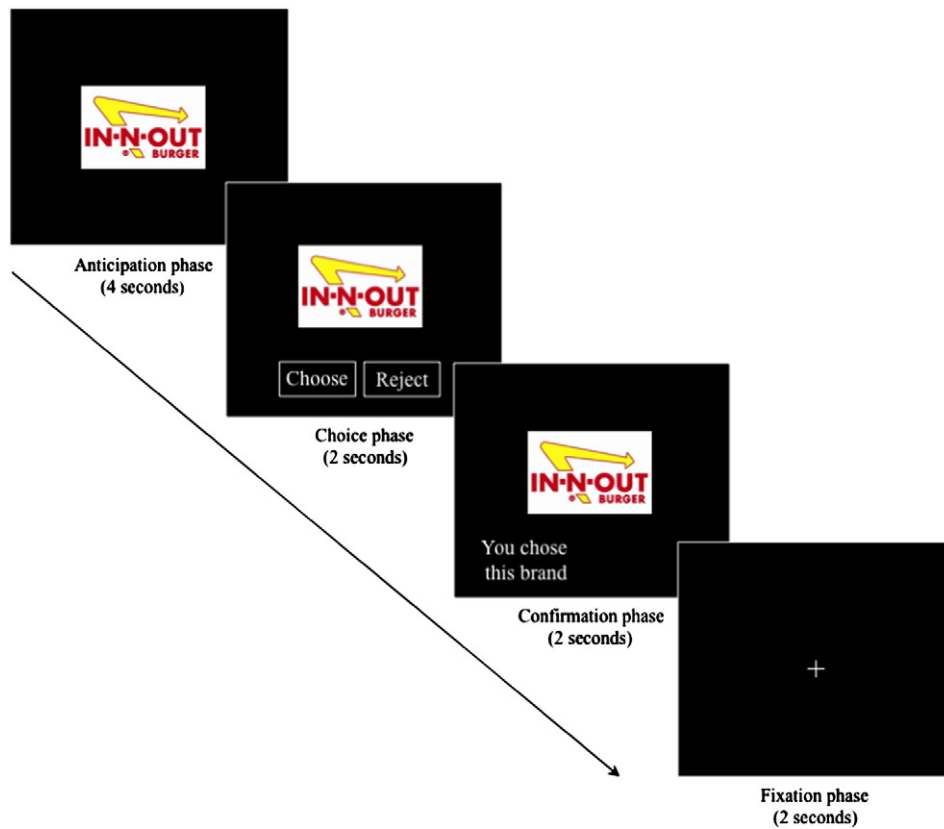 IN-N-OUT
®
BURGER
Anticipation phase
(4 seconds)
IN-N-OUT
®
BURGER
Choose Reject
Choice phase
(2 seconds)
IN-N-OUT
®
BURGER
You chose
this brand
Confirmation phase
(2 seconds)
Fixation phase
(2 seconds)